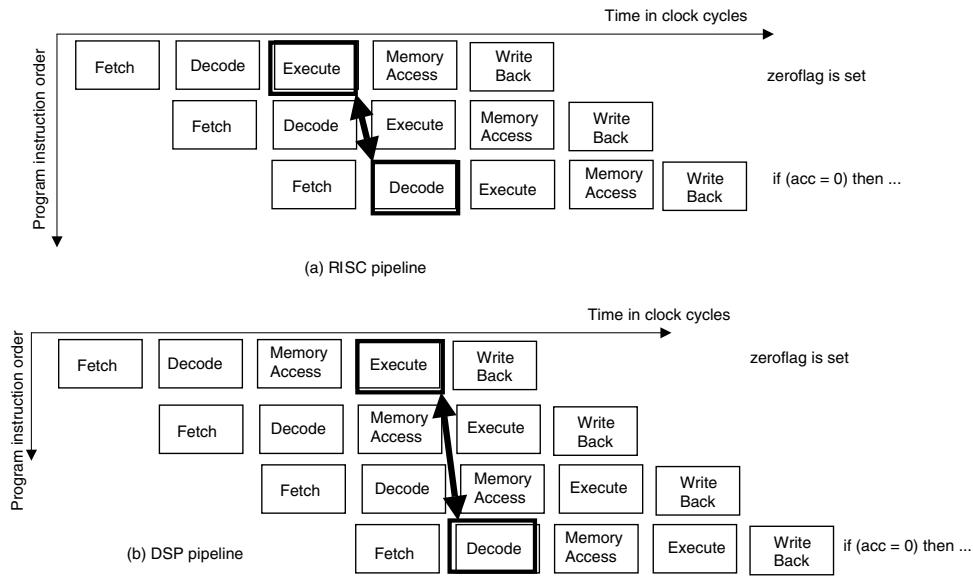 Time in clock cycles
Program instruction order
Fetch
Decode
Execute
Memory
Access
Write
Back
zeroflag is set
Fetch
Decode
Execute
Memory
Access
Write
Back
Fetch
Decode
Execute
Memory
Access
Write
Back
if (acc = 0) then ...
(a) RISC pipeline
Time in clock cycles
Program instruction order
Fetch
Decode
Memory
Access
Execute
Write
Back
zeroflag is set
Fetch
Decode
Memory
Access
Execute
Write
Back
Fetch
Decode
Memory
Access
Execute
Write
Back
(b) DSP pipeline
Fetch
Decode
Memory
Access
Execute
Write
Back
if (acc = 0) then ...